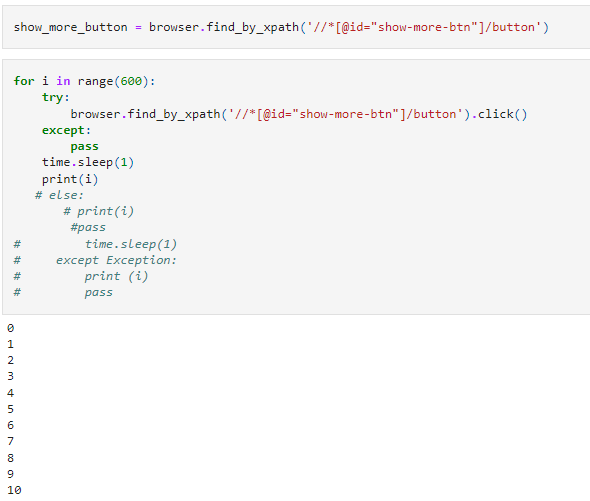 show_more_button = browser.find_by_xpath('//*[@id="show-more-btn"]/button')
for i in range(600):
    try:
        browser.find_by_xpath('//*[@id="show-more-btn"]/button').click()
    except:
        pass
    time.sleep(1)
    print(i)
   # else:
       # print(i)
        #pass
#         time.sleep(1)
#     except Exception:
#         print (i)
#         pass
0
1
2
3
4
5
6
7
8
9
10